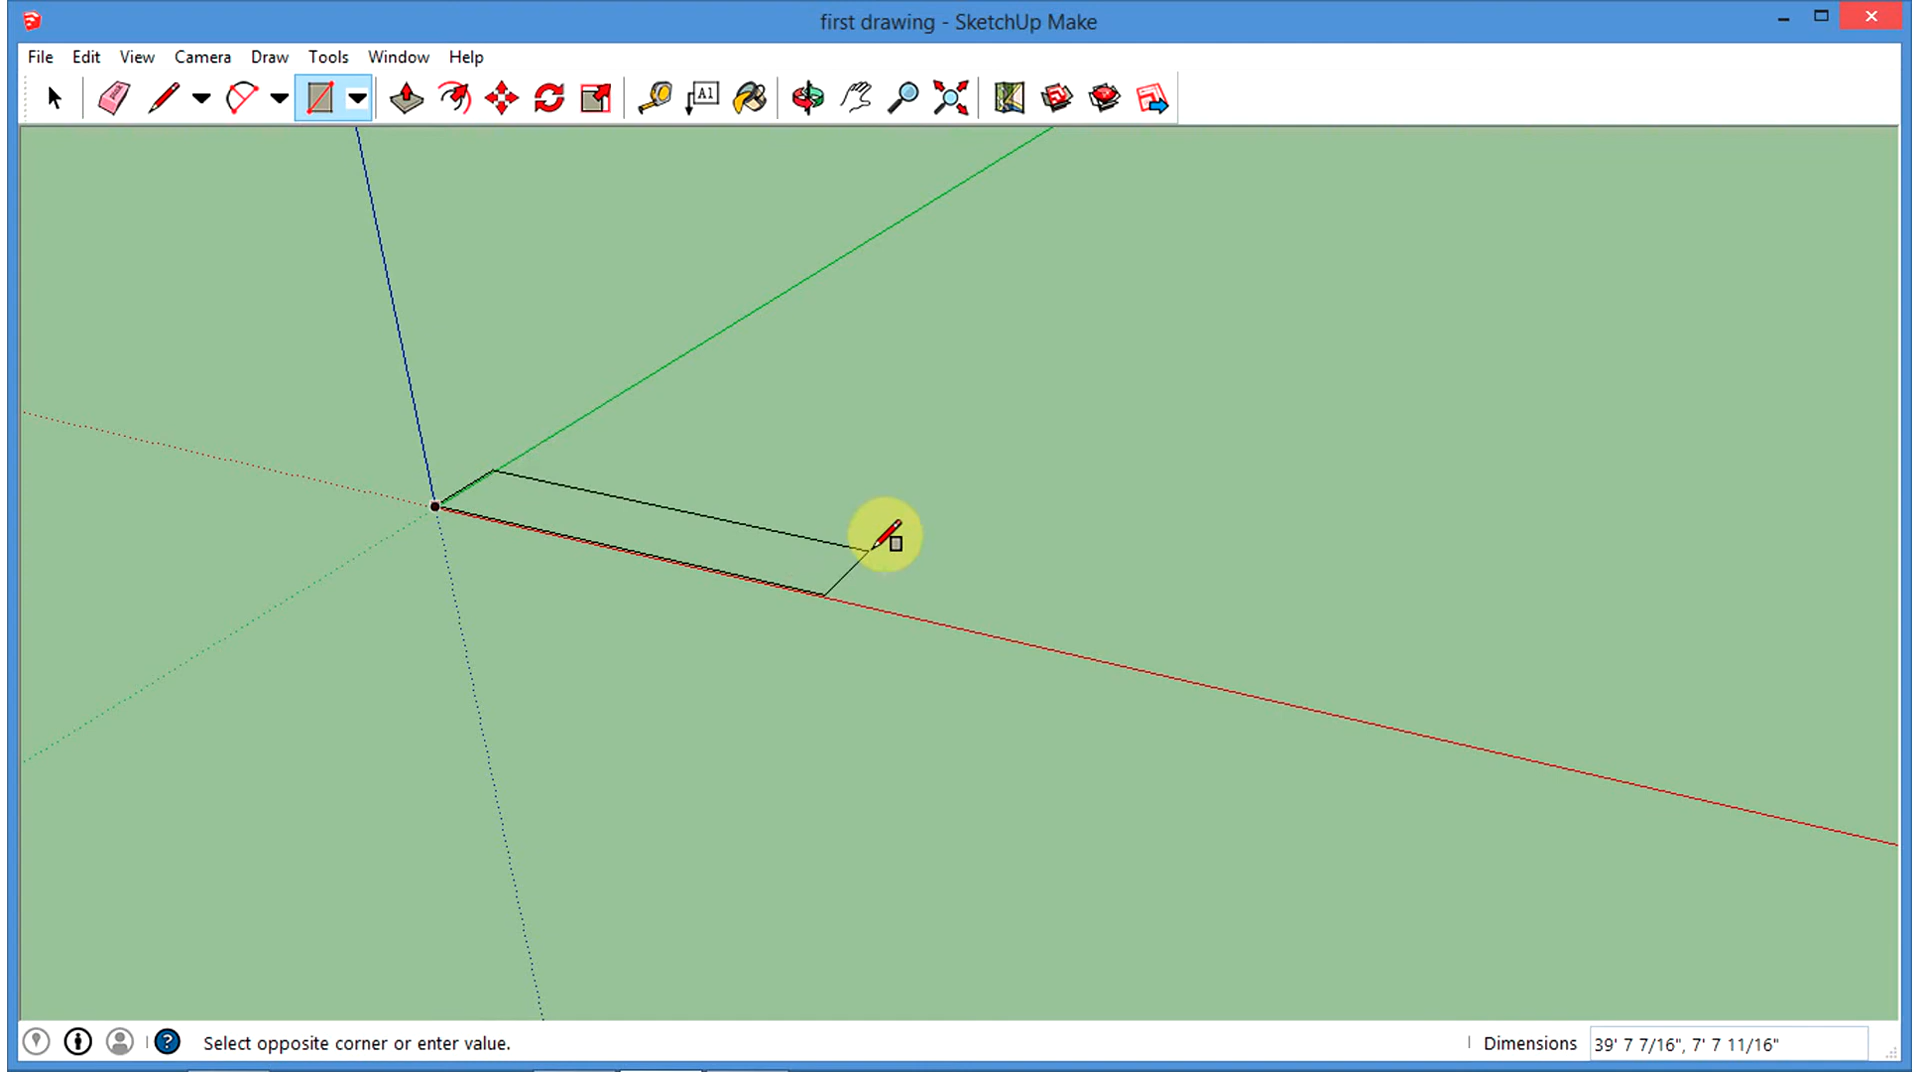 first drawing - SketchUp Make
File Edit View Camera Draw Tools Window Help
A1
Select opposite corner or enter value.
Dimensions 39' 7 7/16", 7' 7 11/16"